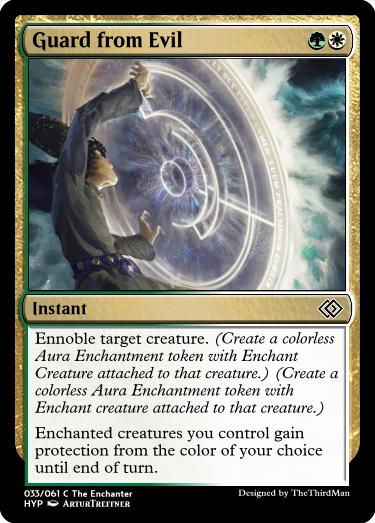 Guard from Evil
Instant
Ennoble target creature. (Create a colorless
Aura Enchantment token with Enchant
Creature attached to that creature.) (Create a
colorless Aura Enchantment token with
Enchant creature attached to that creature.)
Enchanted creatures you control gain
protection from the color of your choice
until end of turn.
033/061 C The Enchanter
HYP Arturtreffner
Designed by TheThirdMan